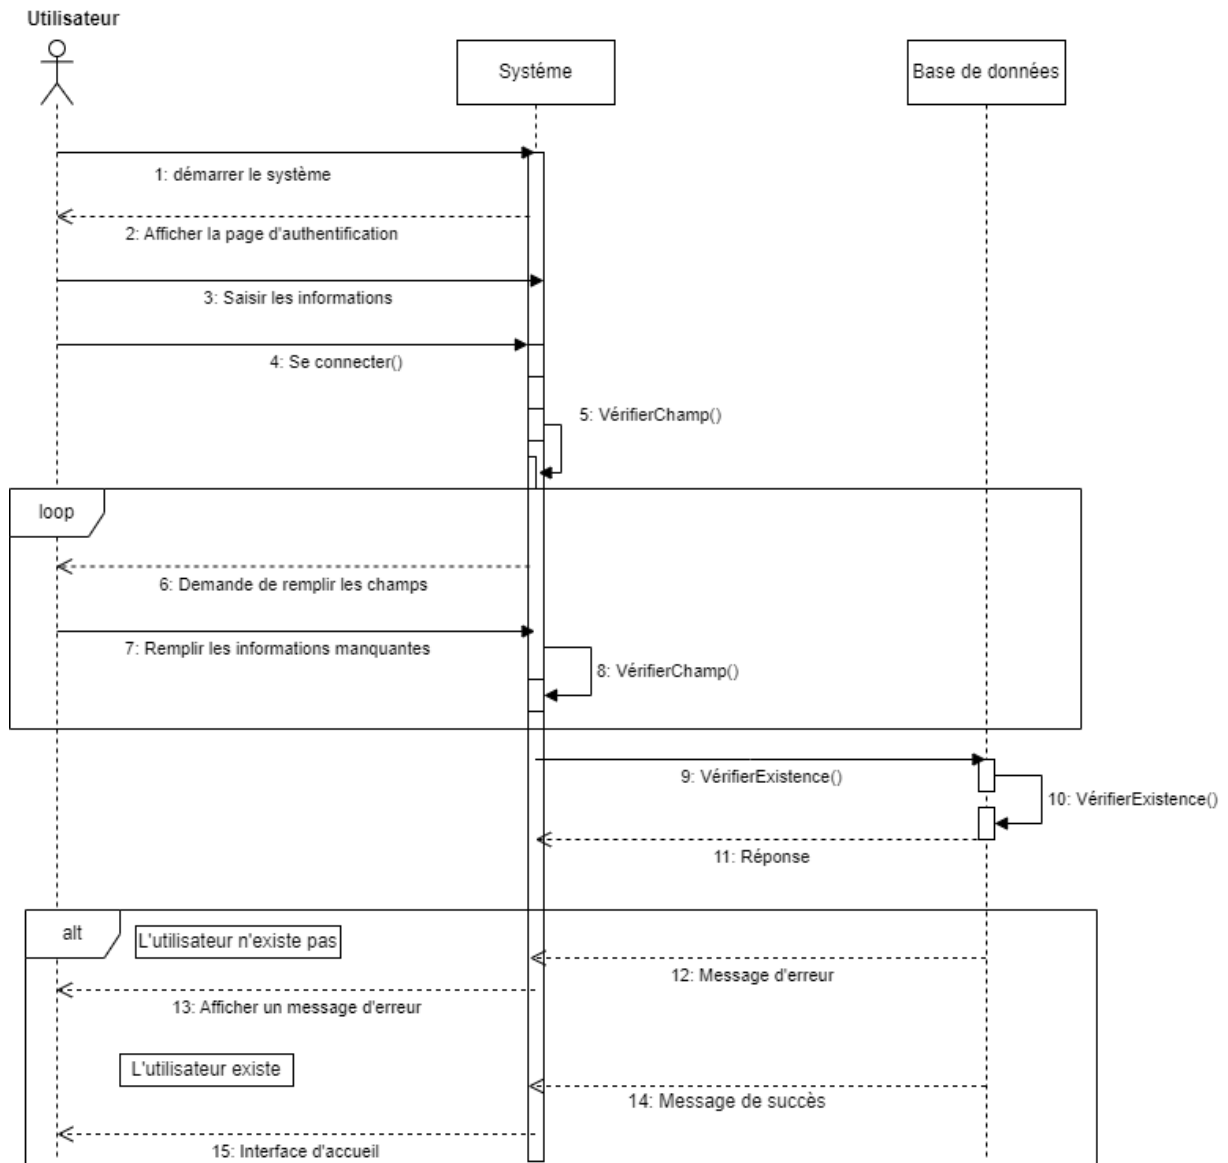 Utilisateur
Systéme
Base de données
1: démarrer le système
2: Afficher la page d'authentification
3: Saisir les informations
4: Se connecter()
5: VérifierChamp()
loop
6: Demande de remplir les champs
7: Remplir les informations manquantes
8: VérifierChamp()
9: VérifierExistence()
10: VérifierExistence()
11: Réponse
alt
L'utilisateur n'existe pas
12: Message d'erreur
13: Afficher un message d'erreur
L'utilisateur existe
14: Message de succès
15: Interface d'accueil